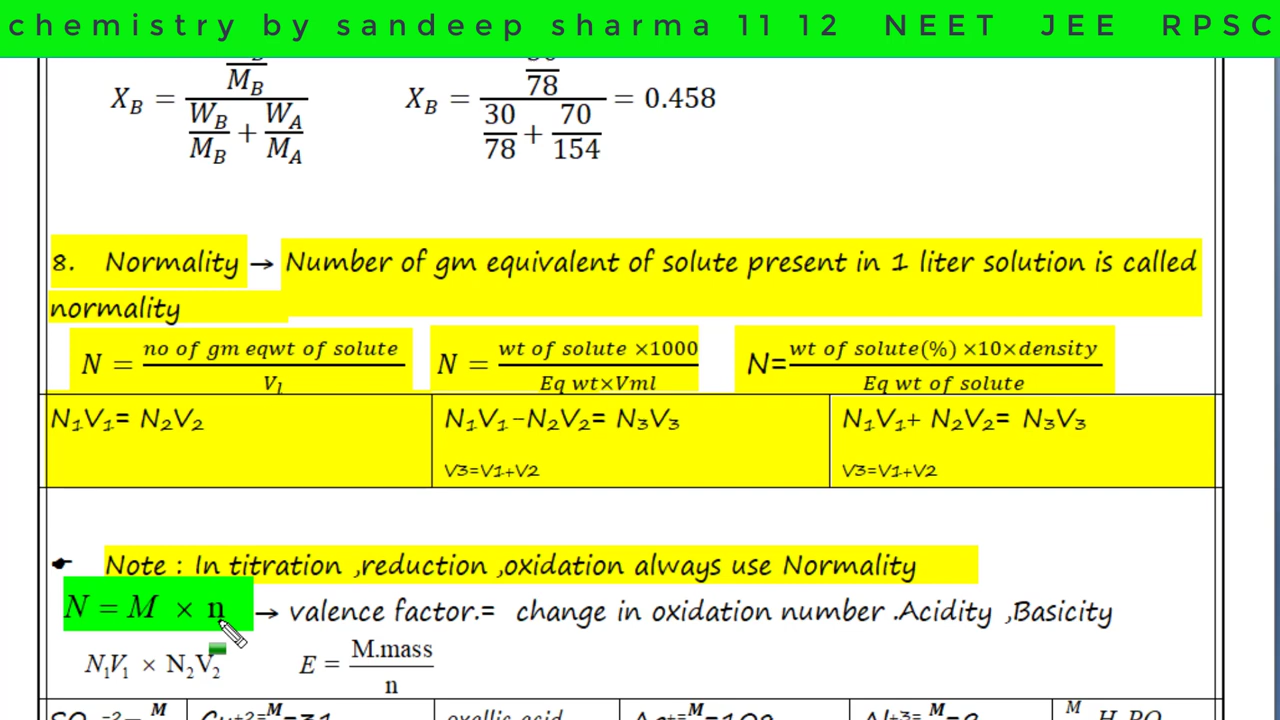 chemistry by sandeep sharma 11 12 NEET JEE RPSC
X_B = (/M_B) / (W_B/M_B + W_A/M_A)    X_B = (30/78) / (30/78 + 70/154) = 0.458
8. Normality → Number of gm equivalent of solute present in 1 liter solution is called
normality
N = no of gm eqwt of solute / V_l    N = wt of solute ×1000 / Eq wt×Vml    N= wt of solute(%) ×10×density / Eq wt of solute
N₁V₁= N₂V₂    N₁V₁-N₂V₂= N₃V₃    N₁V₁+ N₂V₂= N₃V₃
V3=V1+V2    V3=V1+V2
Note : In titration ,reduction ,oxidation always use Normality
N = M × n → valence factor.= change in oxidation number .Acidity ,Basicity
N₁V₁ × N₂V₂    E = M.mass / n
oxallic acid